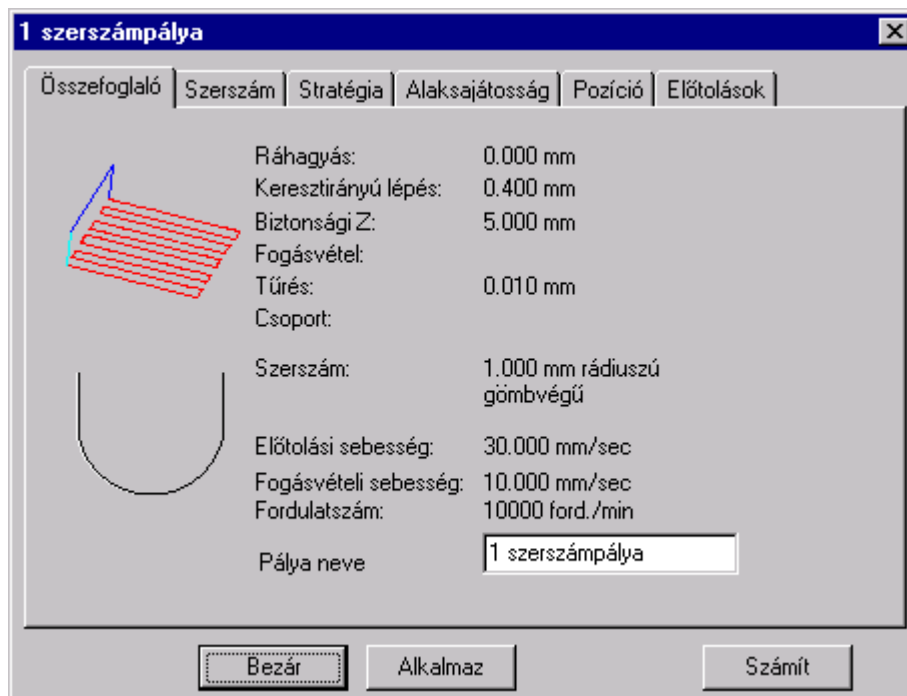 1 szerszámpálya
Összefoglaló Szerszám Stratégia Alaksajátosság Pozíció Előtolások
Ráhagyás: 0.000 mm
Keresztirányú lépés: 0.400 mm
Biztonsági Z: 5.000 mm
Fogásvétel:
Tűrés: 0.010 mm
Csoport:
Szerszám: 1.000 mm rádiuszú
gömbvégű
Előtolási sebesség: 30.000 mm/sec
Fogásvételi sebesség: 10.000 mm/sec
Fordulatszám: 10000 ford./min
Pálya neve 1 szerszámpálya
Bezár Alkalmaz Számít